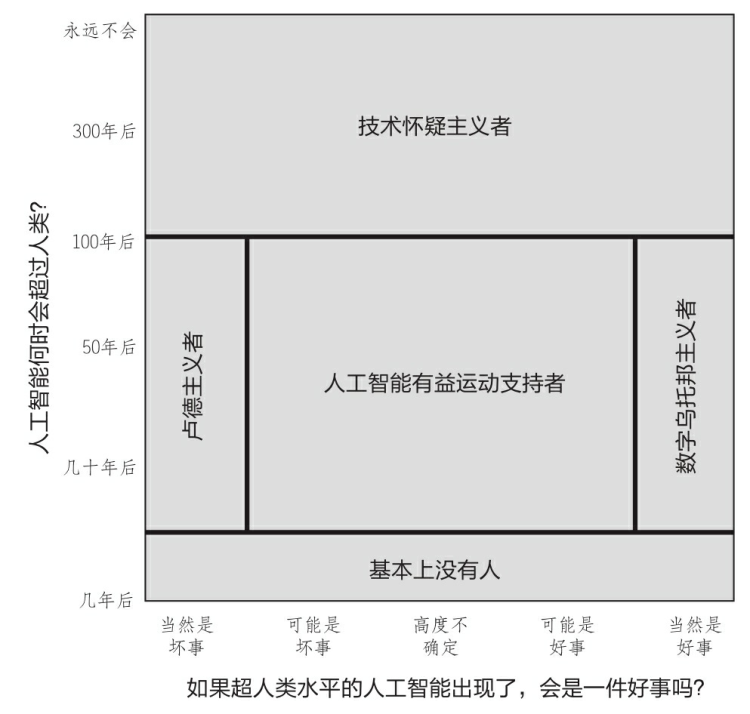 永远不会
300年后
技术怀疑主义者
100年后
人工智能何时会超过人类?
50年后
卢德主义者
人工智能有益运动支持者
数字乌托邦主义者
几十年后
基本上没有人
几年后
当然是
坏事
可能是
坏事
高度不
确定
可能是
好事
当然是
好事
如果超人类水平的人工智能出现了，会是一件好事吗?